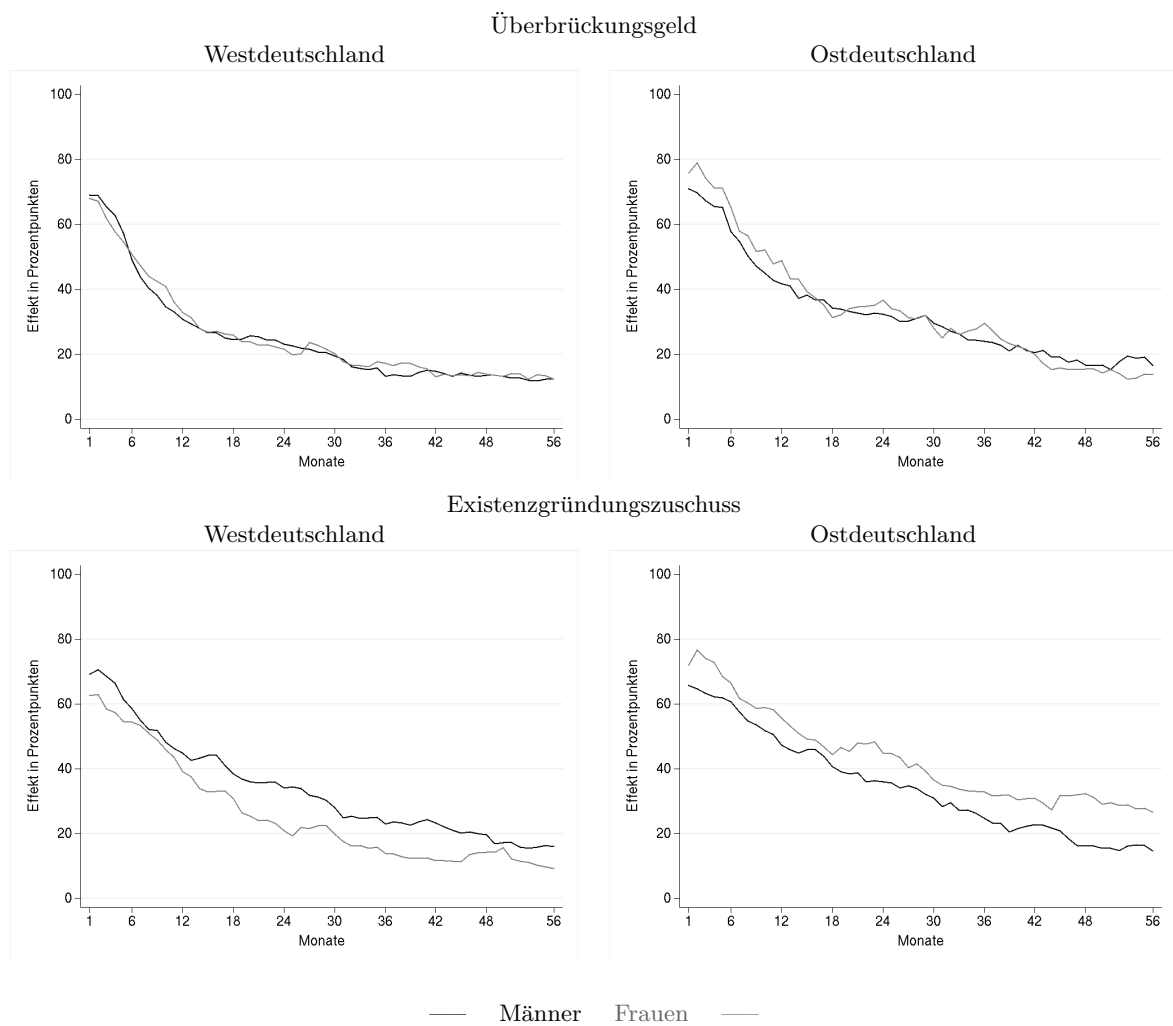 Überbrückungsgeld
Westdeutschland Ostdeutschland
Effekt in Prozentpunkten
100
80
60
40
20
0
1 6 12 18 24 30 36 42 48 56
Monate
Effekt in Prozentpunkten
100
80
60
40
20
0
1 6 12 18 24 30 36 42 48 56
Monate
Existenzgründungszuschuss
Westdeutschland Ostdeutschland
Effekt in Prozentpunkten
100
80
60
40
20
0
1 6 12 18 24 30 36 42 48 56
Monate
Effekt in Prozentpunkten
100
80
60
40
20
0
1 6 12 18 24 30 36 42 48 56
Monate
Männer Frauen